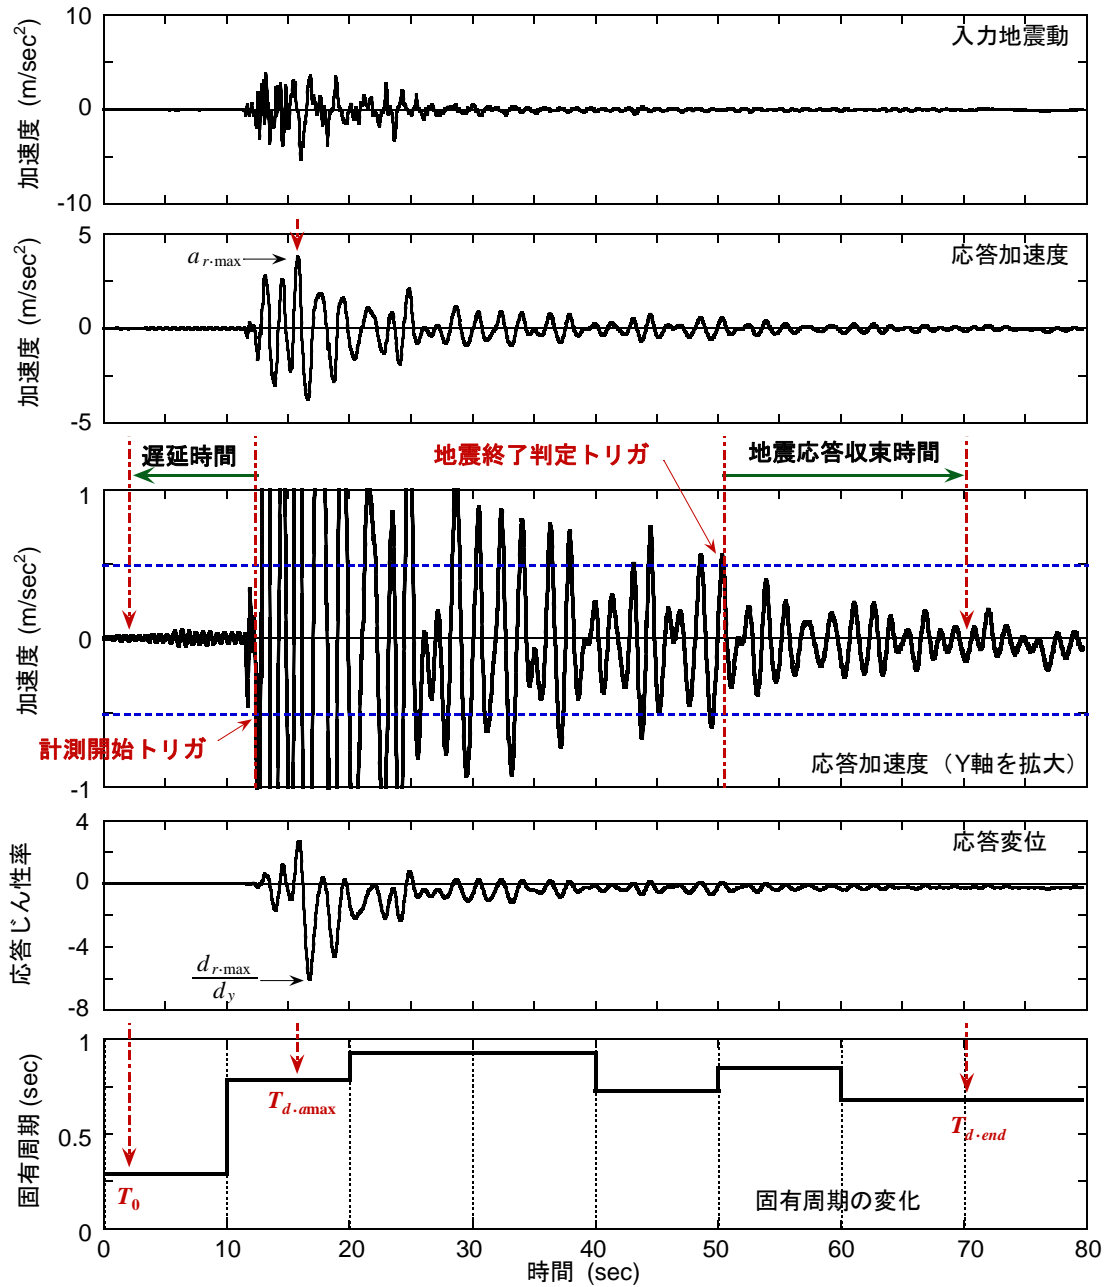 入力地震動
加速度 (m/sec²)
10
0
-10
応答加速度
加速度 (m/sec²)
5
0
-5
a r·max
遅延時間
地震終了判定トリガ
地震応答収束時間
加速度 (m/sec²)
1
0
-1
計測開始トリガ
応答加速度（Y軸を拡大）
応答変位
応答じん性率
4
0
-4
-8
d r·max
d y
固有周期 (sec)
1
0.5
0
T0
T d·amax
T d·end
固有周期の変化
0 10 20 30 40 50 60 70 80
時間 (sec)